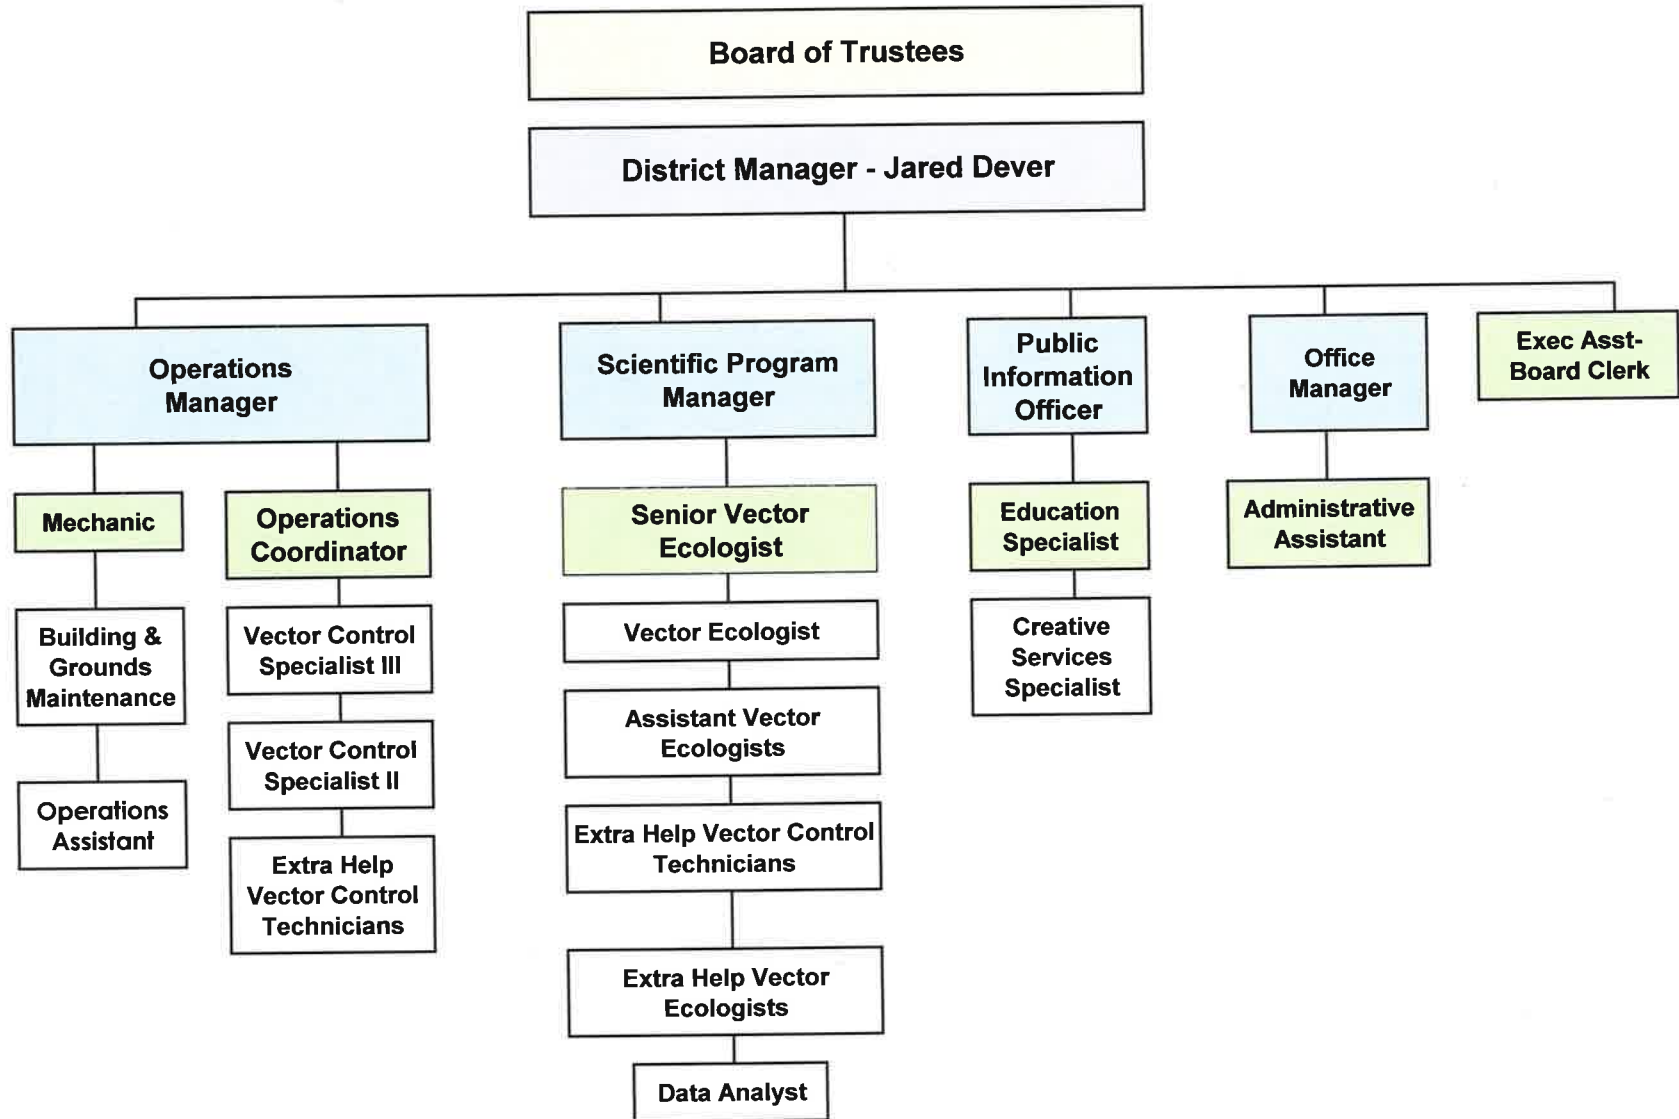 Board of Trustees
District Manager - Jared Dever
Operations
Manager
Scientific Program
Manager
Public
Information
Officer
Office
Manager
Exec Asst-
Board Clerk
Mechanic
Operations
Coordinator
Senior Vector
Ecologist
Education
Specialist
Administrative
Assistant
Building &
Grounds
Maintenance
Vector Control
Specialist III
Vector Ecologist
Creative
Services
Specialist
Assistant Vector
Ecologists
Vector Control
Specialist II
Operations
Assistant
Extra Help Vector Control
Technicians
Extra Help
Vector Control
Technicians
Extra Help Vector
Ecologists
Data Analyst